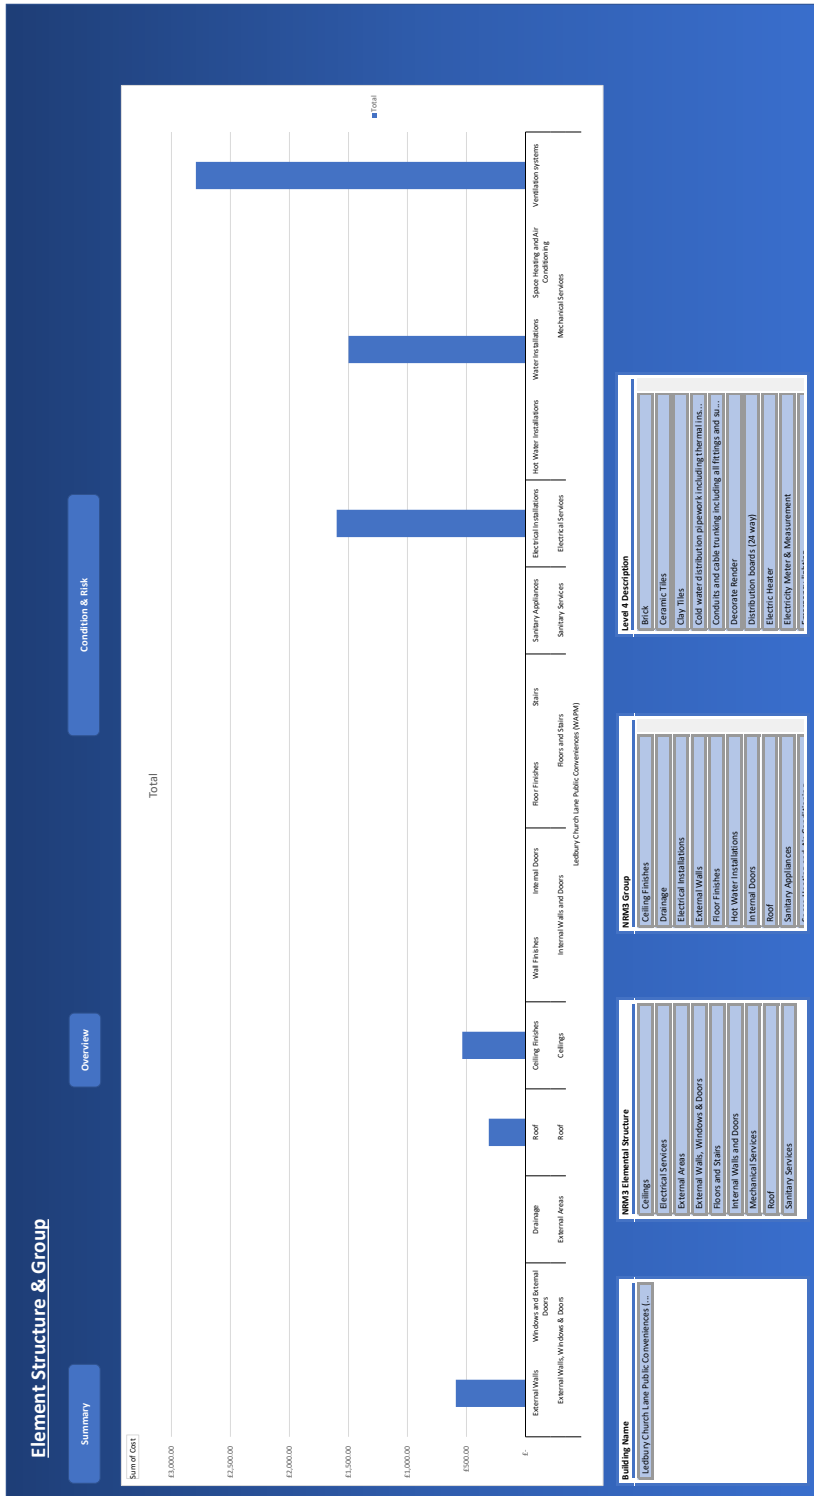 Element Structure & Group
Summary
Overview
Condition & Risk
Sum of Cost
Total
£3,000.00
£2,500.00
£2,000.00
£1,500.00
£1,000.00
£500.00
£-
Total
External Walls
Windows and External
Doors
Drainage
Roof
Ceiling Finishes
Wall Finishes
Internal Doors
Floor Finishes
Stairs
Sanitary Appliances
Electrical Installations
Hot Water Installations
Water Installations
Space Heating and Air
Conditioning
Ventilation systems
External Walls, Windows & Doors
External Areas
Roof
Ceilings
Internal Walls and Doors
Floors and Stairs
Sanitary Services
Electrical Services
Mechanical Services
Ledbury Church Lane Public Conveniences (WAPM)
Building Name
Ledbury Church Lane Public Conveniences (...
NRM3 Elemental Structure
Ceilings
Electrical Services
External Areas
External Walls, Windows & Doors
Floors and Stairs
Internal Walls and Doors
Mechanical Services
Roof
Sanitary Services
NRM3 Group
Ceiling Finishes
Drainage
Electrical Installations
External Walls
Floor Finishes
Hot Water Installations
Internal Doors
Roof
Sanitary Appliances
Level 4 Description
Brick
Ceramic Tiles
Clay Tiles
Cold water distribution pipework including thermal ins...
Conduits and cable trunking including all fittings and su...
Decorate Render
Distribution boards (24 way)
Electric Heater
Electricity Meter & Measurement